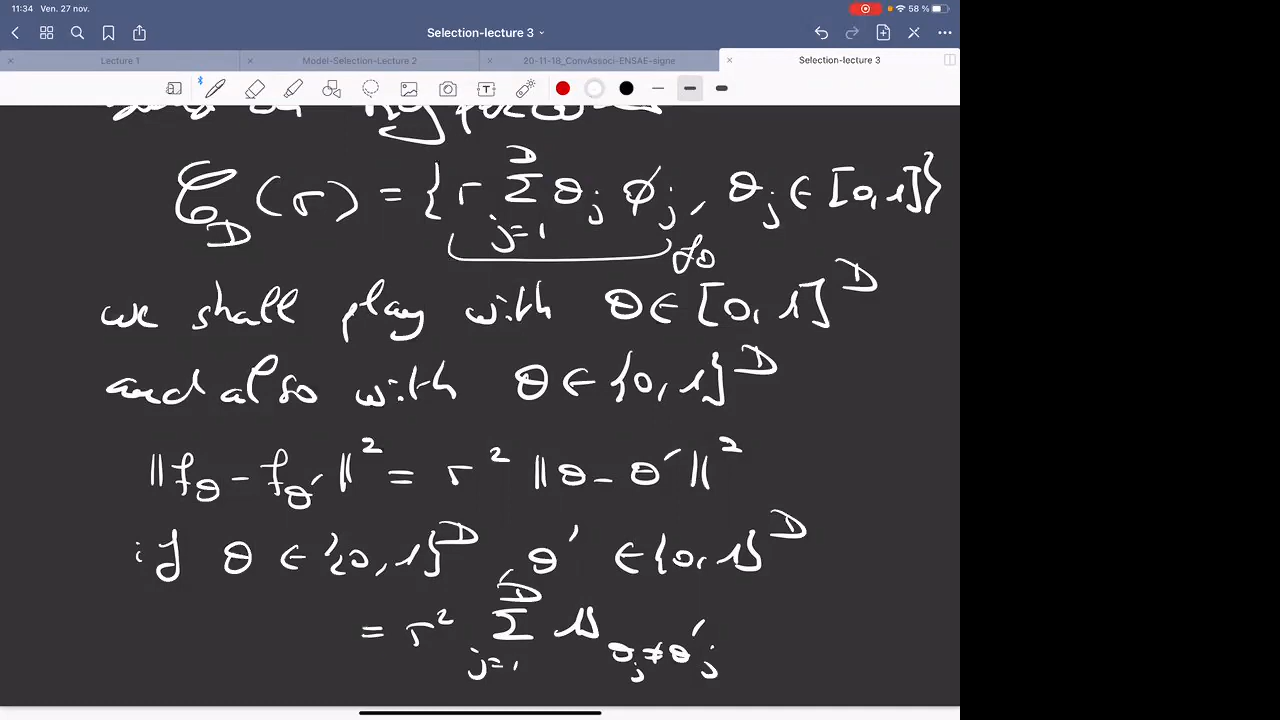 11:34 Ven. 27 nov.
58 %
Selection-lecture 3
Lecture 1
Model-Selection-Lecture 2
20-11-18_ConvAssoci-ENSAE-signe
Selection-lecture 3
𝒞_D(r) = {r Σ_{j=1}^D θ_j φ_j, θ_j ∈ [0,1]}
f_θ
we shall play with θ ∈ [0,1]^D
and also with θ ∈ {0,1}^D
‖f_θ - f_θ'‖² = r² ‖θ - θ'‖²
if θ ∈ {0,1}^D, θ' ∈ {0,1}^D
= r² Σ_{j=1}^D 𝟙_{θ_j ≠ θ'_j}